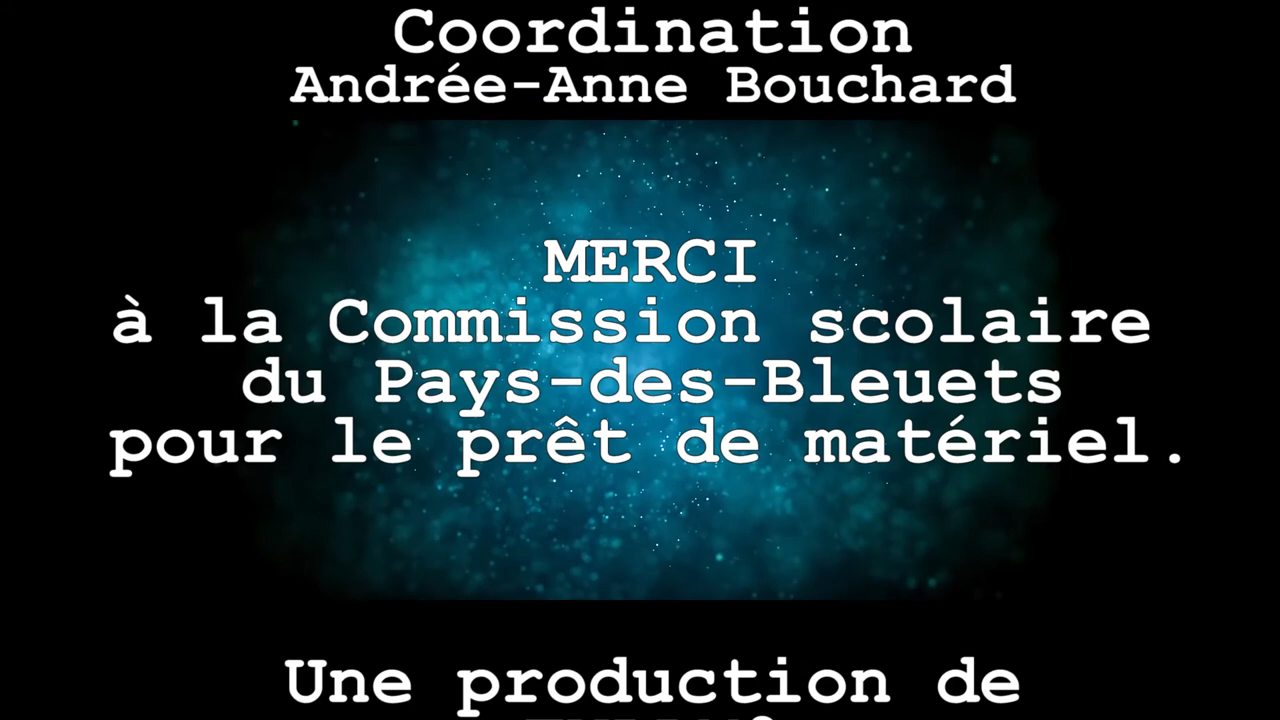 Coordination
Andrée-Anne Bouchard
MERCI
à la Commission scolaire
du Pays-des-Bleuets
pour le prêt de matériel.
Une production de